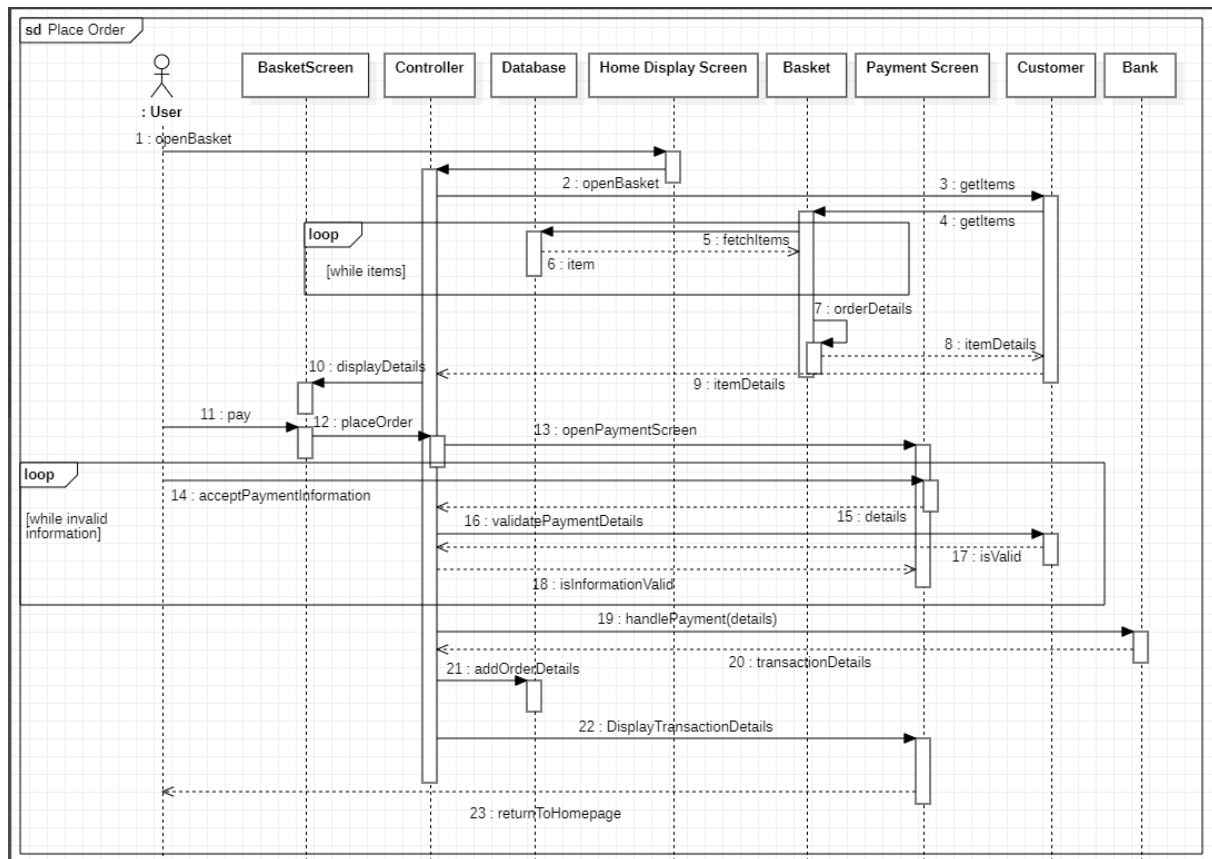 sd Place Order
: User
BasketScreen
Controller
Database
Home Display Screen
Basket
Payment Screen
Customer
Bank
1 : openBasket
2 : openBasket
3 : getItems
4 : getItems
loop
[while items]
5 : fetchItems
6 : item
7 : orderDetails
8 : itemDetails
9 : itemDetails
10 : displayDetails
11 : pay
12 : placeOrder
13 : openPaymentScreen
loop
[while invalid
information]
14 : acceptPaymentInformation
15 : details
16 : validatePaymentDetails
17 : isValid
18 : isInformationValid
19 : handlePayment(details)
20 : transactionDetails
21 : addOrderDetails
22 : DisplayTransactionDetails
23 : returnToHomepage